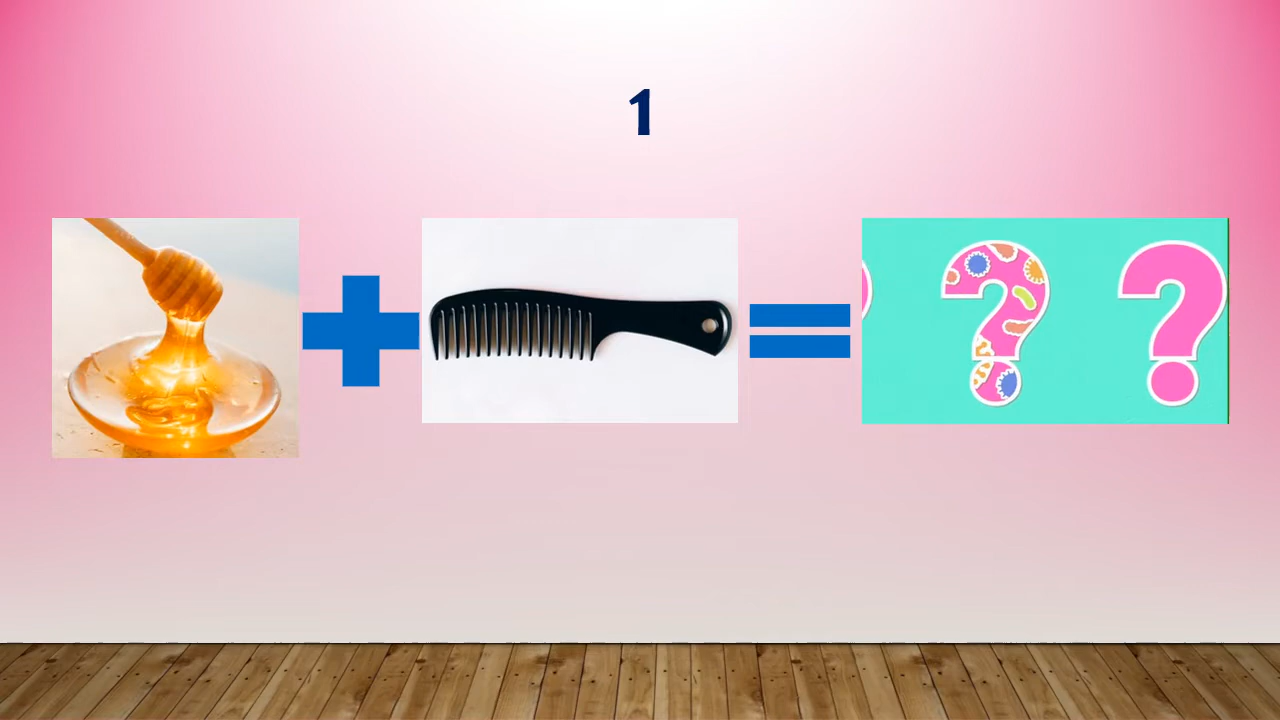 1
+ =
? ?